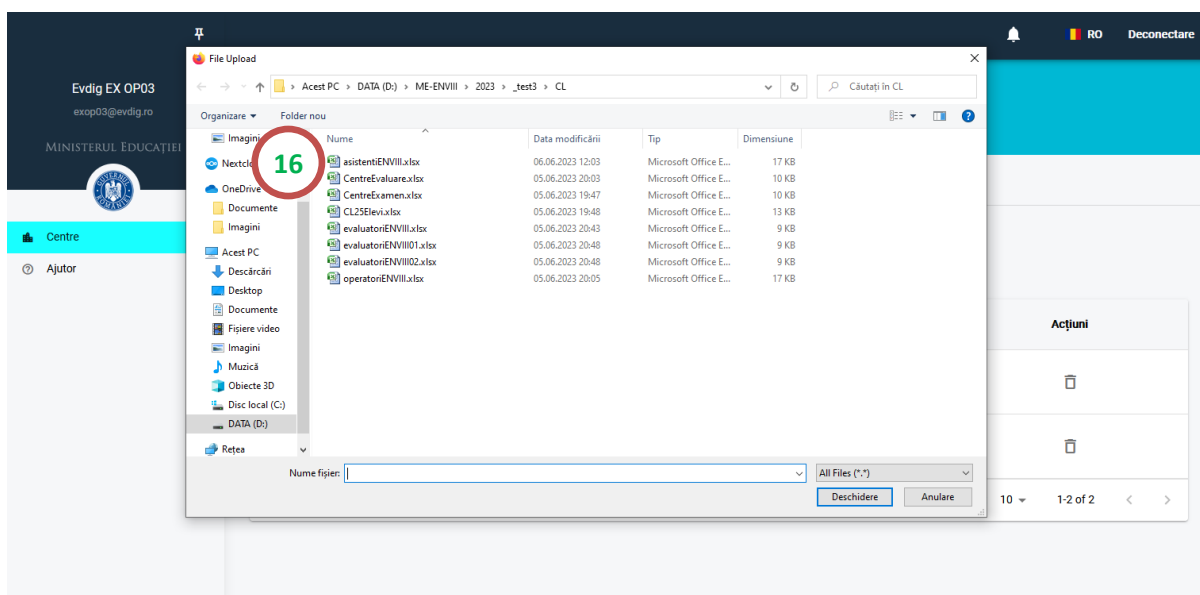 RO Deconectare
File Upload
Acest PC > DATA (D:) > ME-ENVIII > 2023 > _test3 > CL
Căutați în CL
Evdig EX OP03
exop03@evdig.ro
MINISTERUL EDUCAȚIEI
GUVERNUL ROMÂNIEI
Centre
Ajutor
Organizare Folder nou
Imagini
OneDrive
Documente
Imagini
Acest PC
Descărcări
Desktop
Documente
Fișiere video
Imagini
Muzică
Obiecte 3D
Disc local (C:)
DATA (D:)
Rețea
16
Nume Data modificării Tip Dimensiune
asistentiENVIII.xlsx 06.06.2023 12:03 Microsoft Office E... 17 KB
CentreEvaluare.xlsx 05.06.2023 20:03 Microsoft Office E... 10 KB
CentreExamen.xlsx 05.06.2023 19:47 Microsoft Office E... 10 KB
CL25Elevi.xlsx 05.06.2023 19:48 Microsoft Office E... 13 KB
evaluatoriENVIII.xlsx 05.06.2023 20:43 Microsoft Office E... 9 KB
evaluatoriENVIII01.xlsx 05.06.2023 20:48 Microsoft Office E... 9 KB
evaluatoriENVIII02.xlsx 05.06.2023 20:48 Microsoft Office E... 9 KB
operatoriENVIII.xlsx 05.06.2023 20:05 Microsoft Office E... 17 KB
Nume fișier: All Files (*.*)
Deschidere Anulare
Acțiuni
10 1-2 of 2